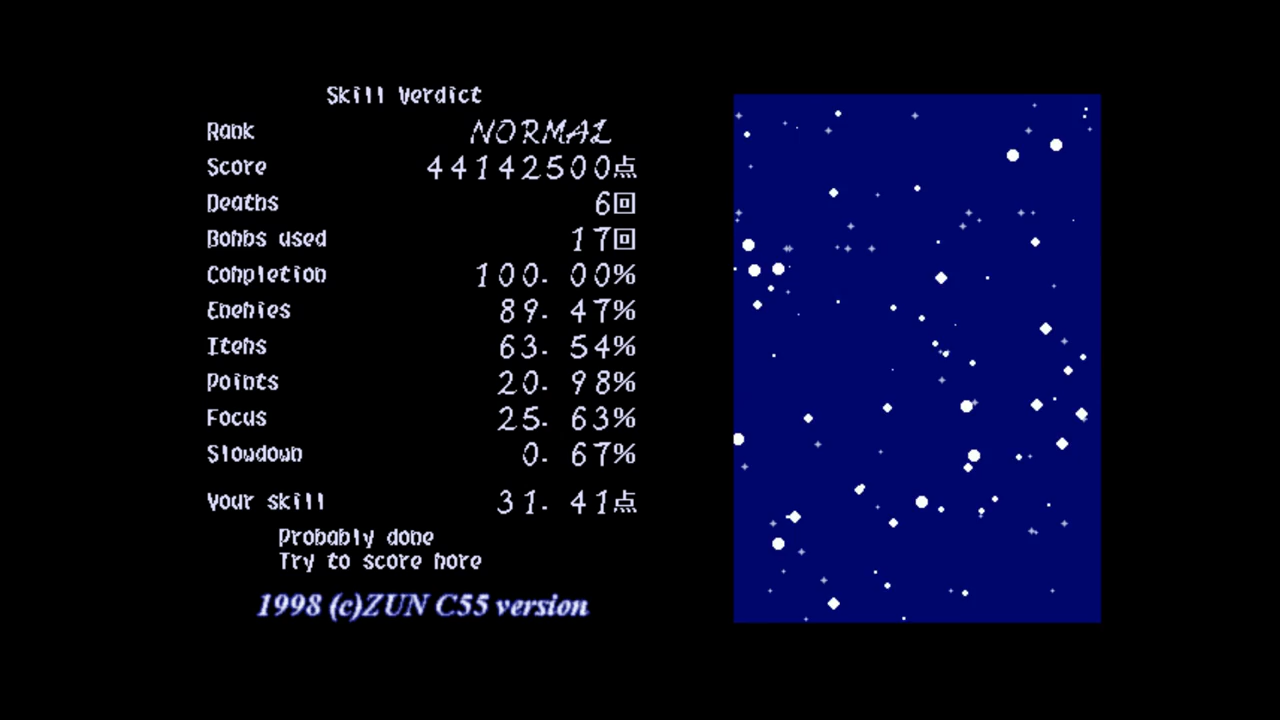 Skill Verdict
Rank NORMAL
Score 44142500点
Deaths 6回
Bombs used 17回
Completion 100.00%
Enemies 89.47%
Items 63.54%
Points 20.98%
Focus 25.63%
Slowdown 0.67%
Your skill 31.41点
Probably done
Try to score more
1998 (c)ZUN C55 version